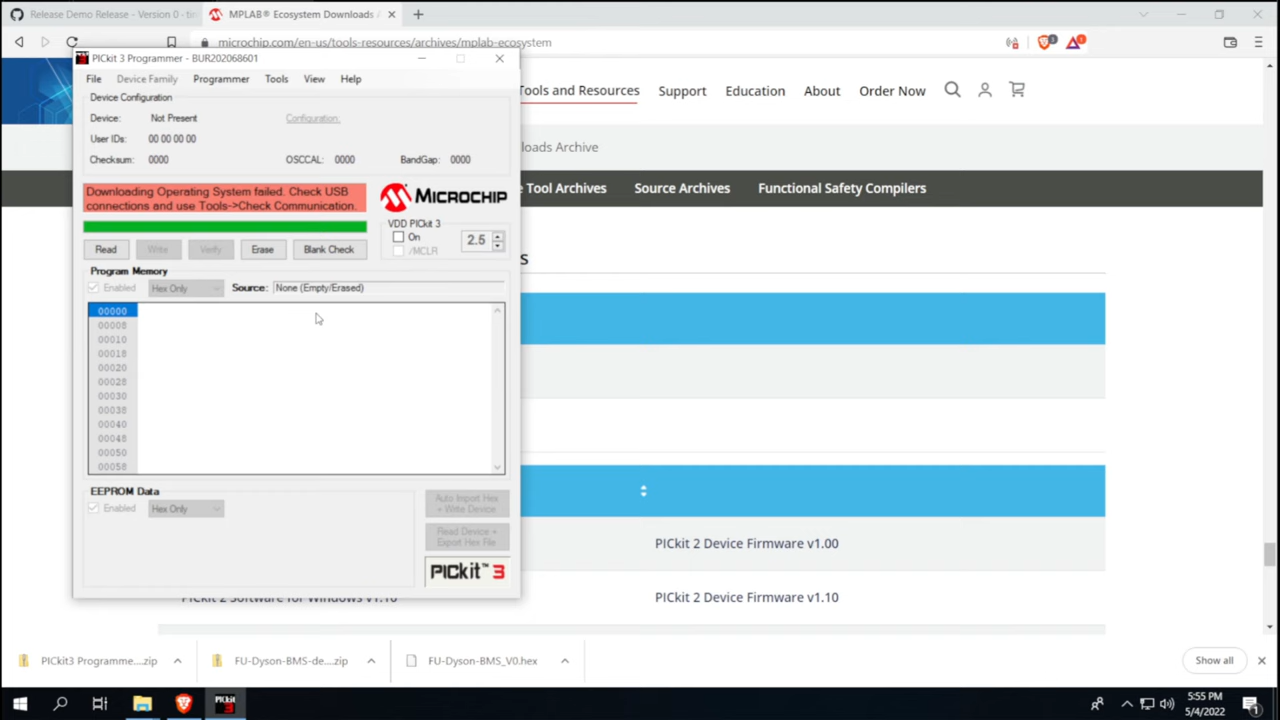 Release Demo Release - Version 0 - ti
MPLAB® Ecosystem Downloads A
microchip.com/en-us/tools-resources/archives/mplab-ecosystem
3
1
PICkit 3 Programmer - BUR202068601
File Device Family Programmer Tools View Help
Tools and Resources Support Education About Order Now
Device Configuration
Device: Not Present Configuration:
User IDs: 00 00 00 00
Checksum: 0000 OSCCAL: 0000 BandGap: 0000
ownloads Archive
e Tool Archives Source Archives Functional Safety Compilers
Downloading Operating System failed. Check USB
connections and use Tools->Check Communication.
MICROCHIP
VDD PICkit 3
On
/MCLR
2.5
Read Write Verify Erase Blank Check
s
Program Memory
Enabled Hex Only Source: None (Empty/Erased)
00000
00008
00010
00018
00020
00028
00030
00038
00040
00048
00050
00058
EEPROM Data
Enabled Hex Only
Auto Import Hex
+ Write Device
Read Device +
Export Hex File
PICkit™ 3
PICkit 2 Device Firmware v1.00
PICkit 2 Software for Windows v1.10 PICkit 2 Device Firmware v1.10
PICkit3 Programme....zip FU-Dyson-BMS-de....zip FU-Dyson-BMS_V0.hex Show all
PICkit 3
5:55 PM
5/4/2022
1